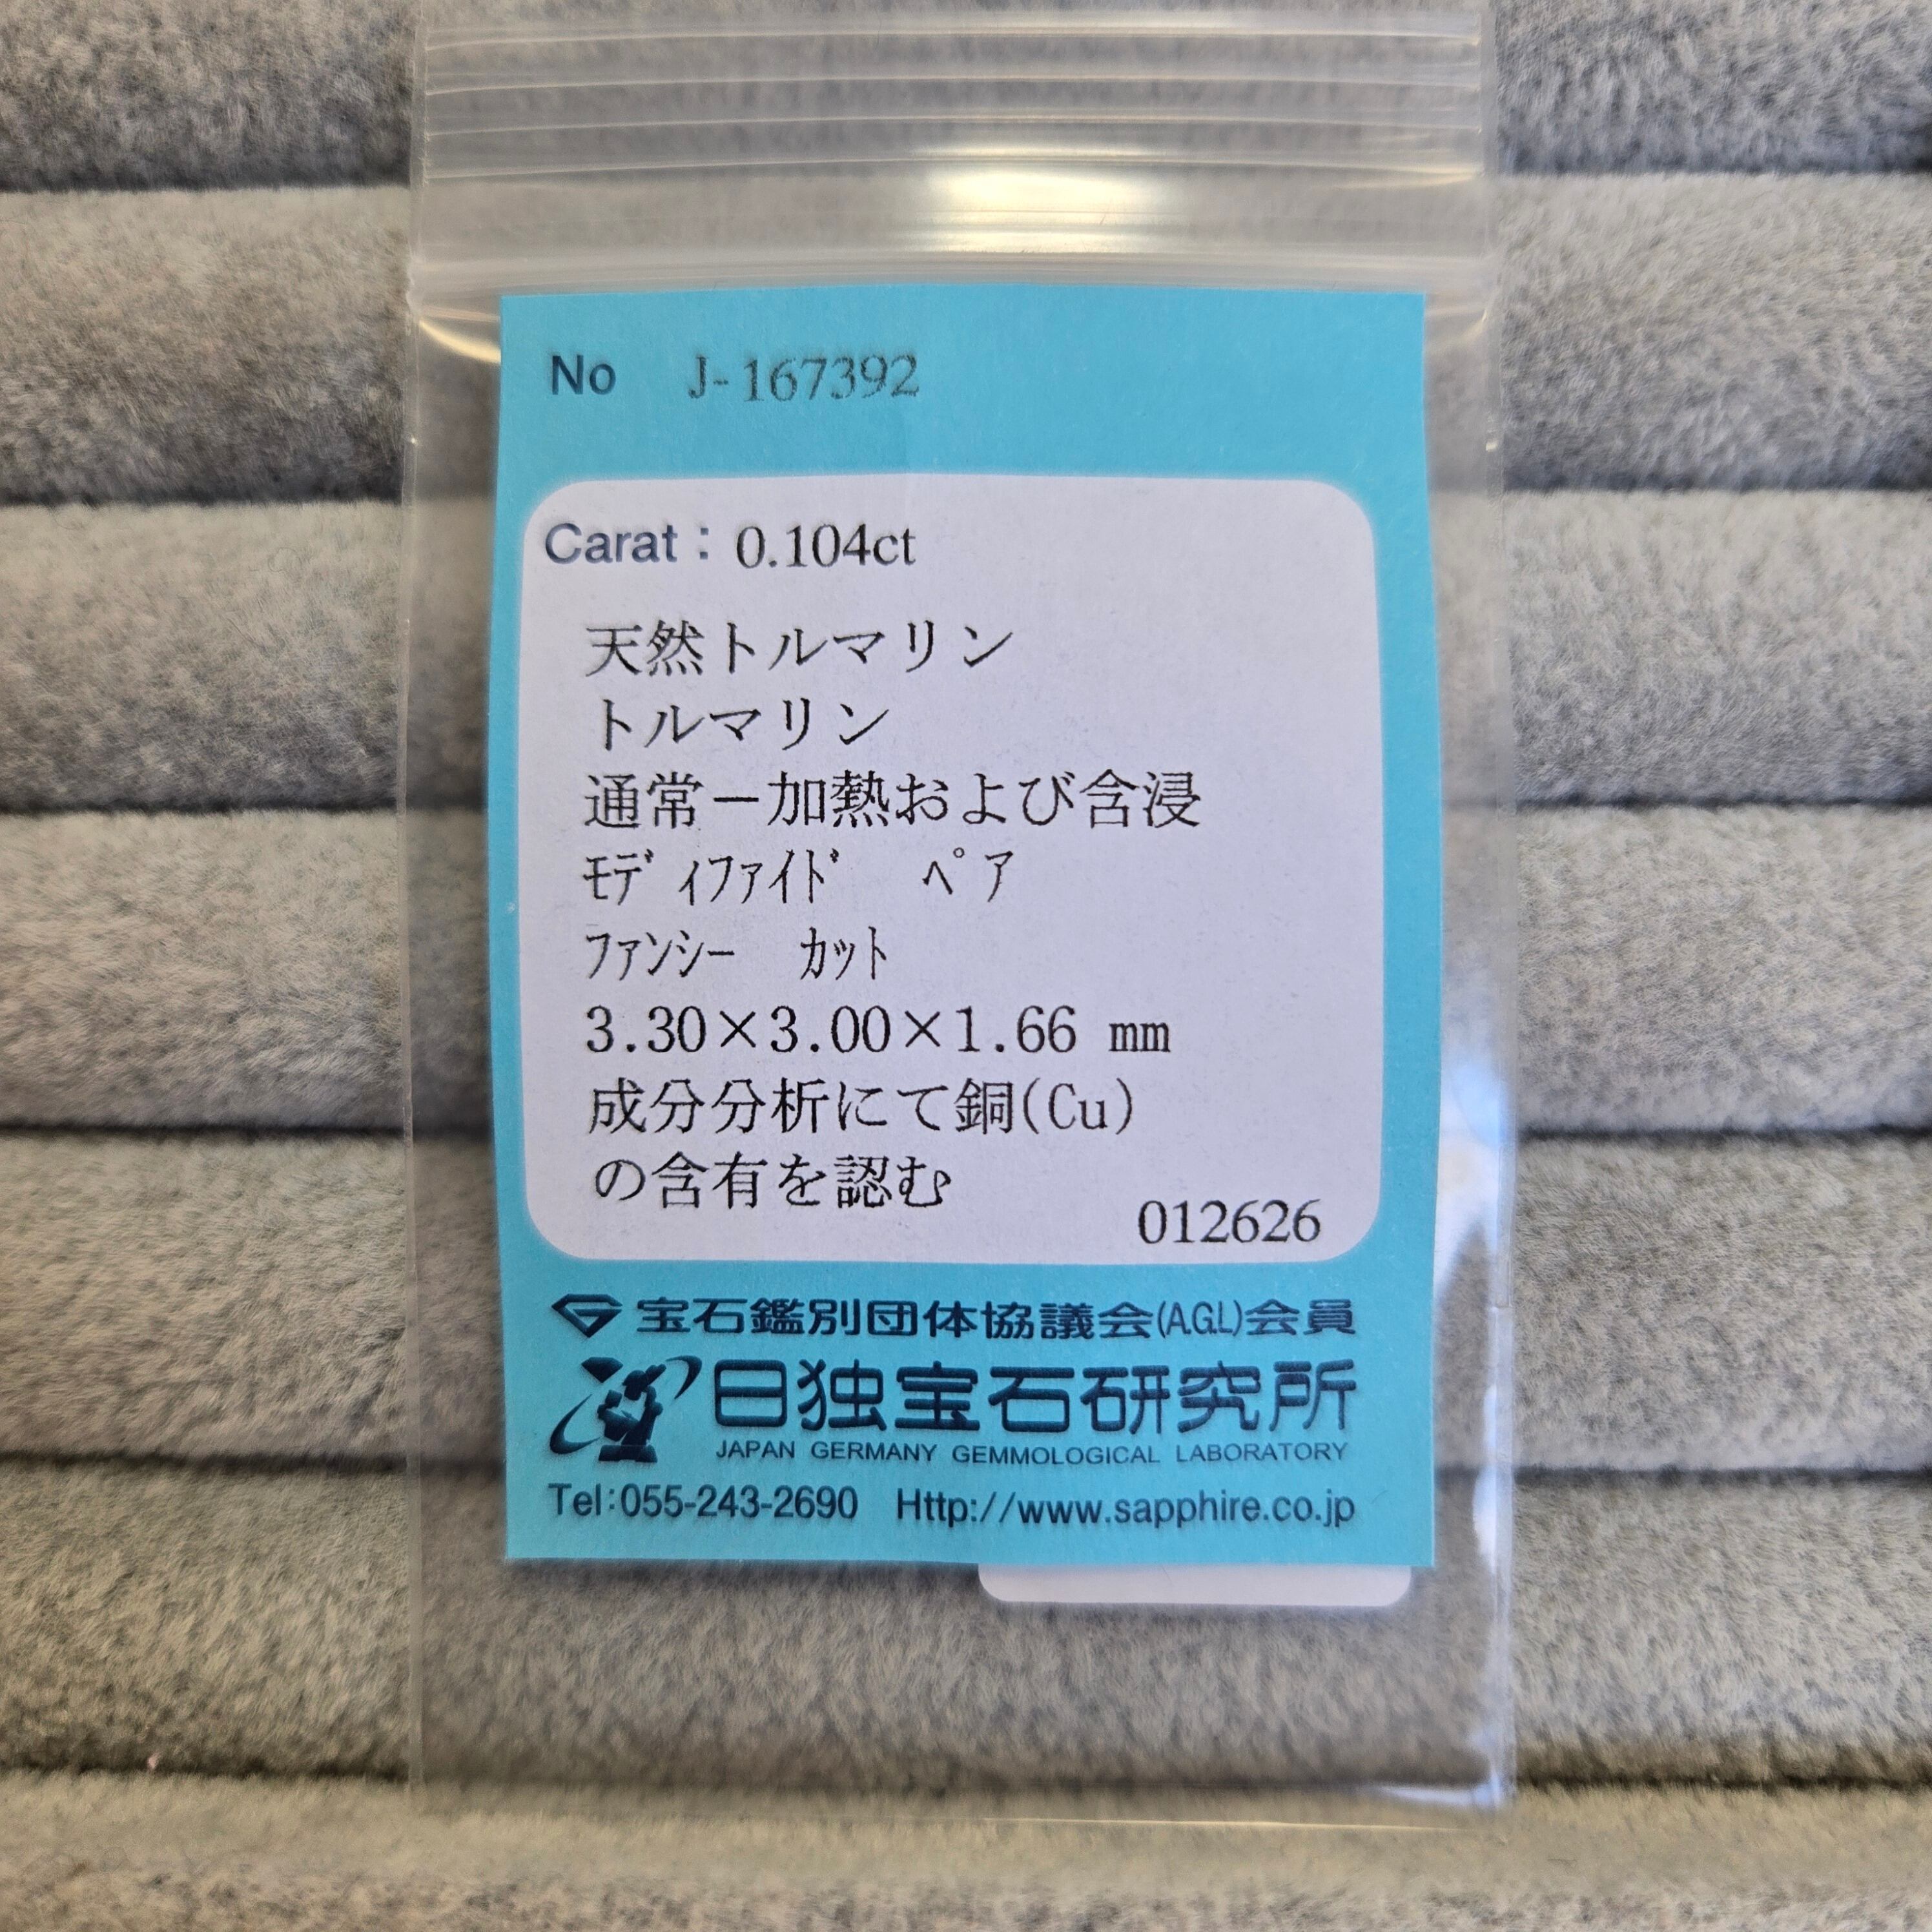 No J-167392
Carat： 0.104ct
天然トルマリン
トルマリン
通常－加熱および含浸
ﾓﾃﾞｨﾌｧｲﾄﾞ ﾍﾟｱ
ﾌｧﾝｼｰ ｶｯﾄ
3.30×3.00×1.66 mm
成分分析にて銅(Cu)
の含有を認む
012626
宝石鑑別団体協議会(A.G.L)会員
日独宝石研究所
JAPAN GERMANY GEMMOLOGICAL LABORATORY
Tel:055-243-2690 Http://www.sapphire.co.jp